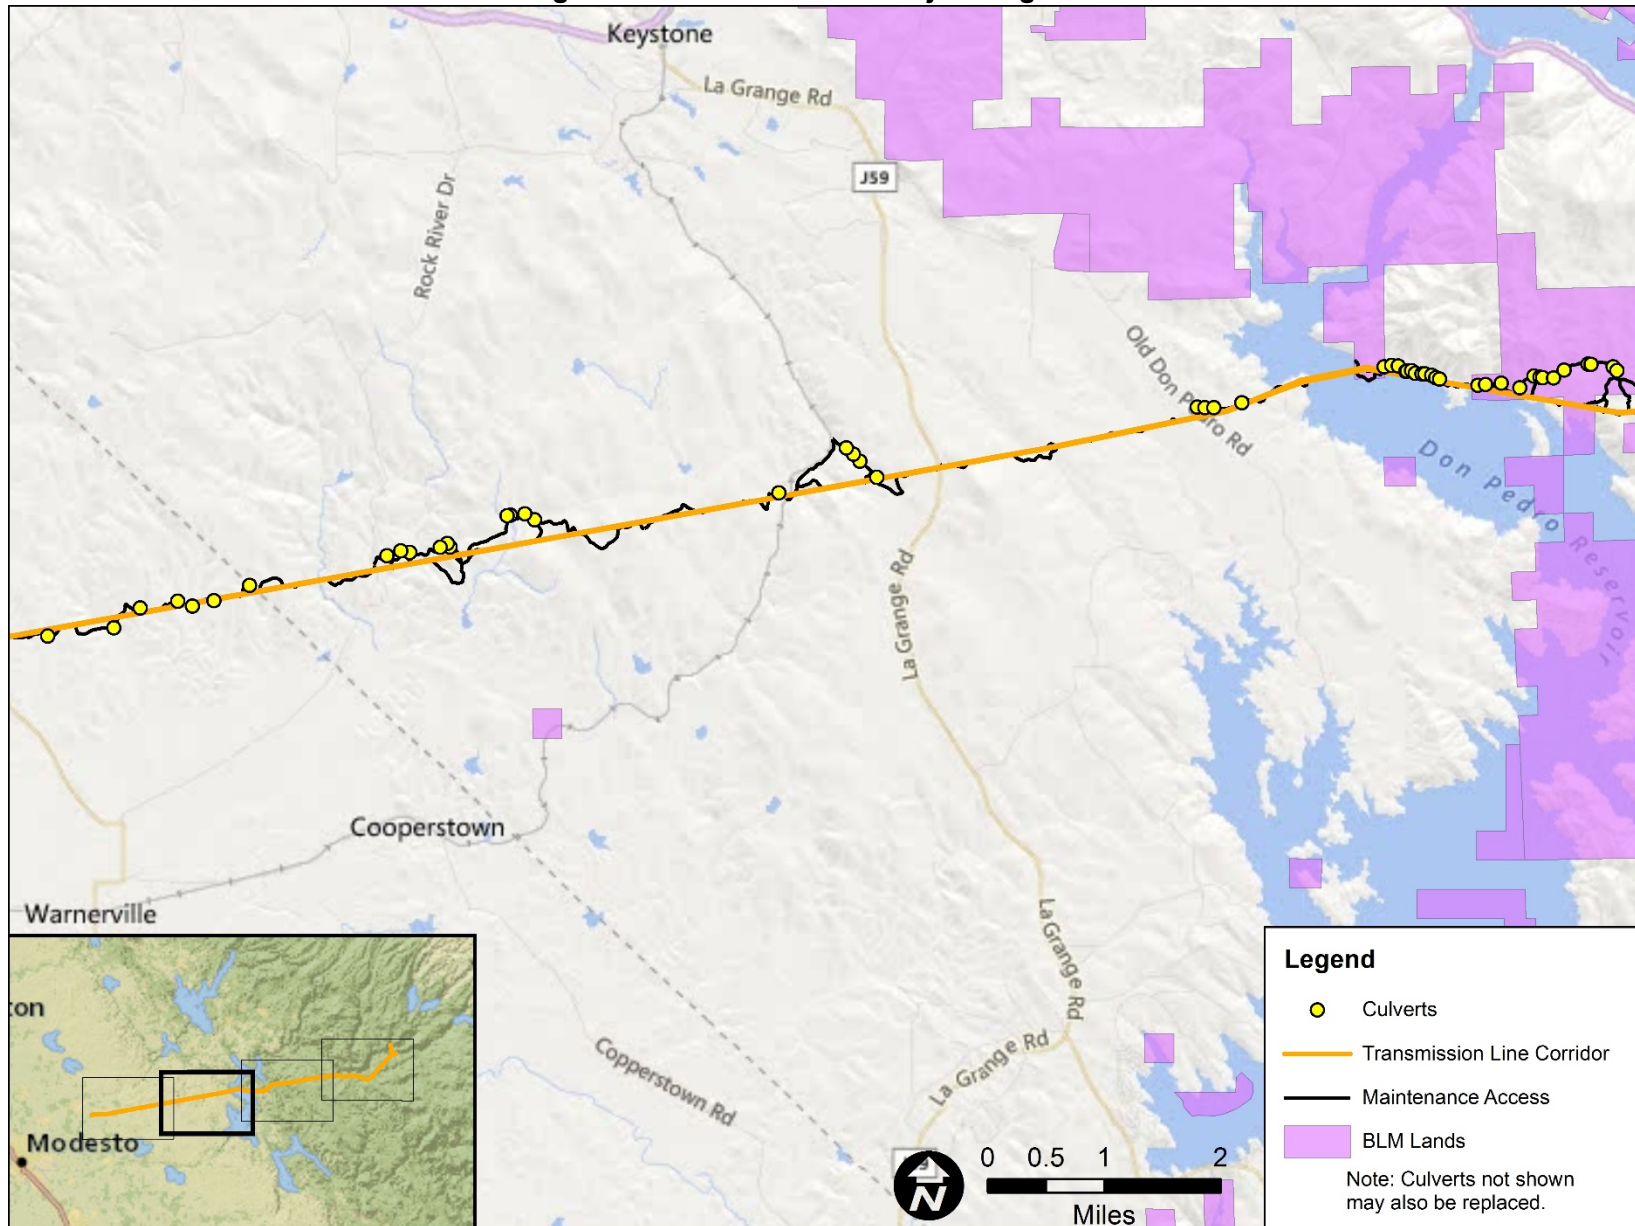 Keystone
La Grange Rd
J59
Rock River Dr
Old Don Pedro Rd
Don Pedro Reservoir
La Grange Rd
Cooperstown
Warnerville
La Grange Rd
La Grange Rd
Copperstown Rd
ton
Modesto
Legend
Culverts
Transmission Line Corridor
Maintenance Access
BLM Lands
Note: Culverts not shown
may also be replaced.
N
0 0.5 1 2
Miles